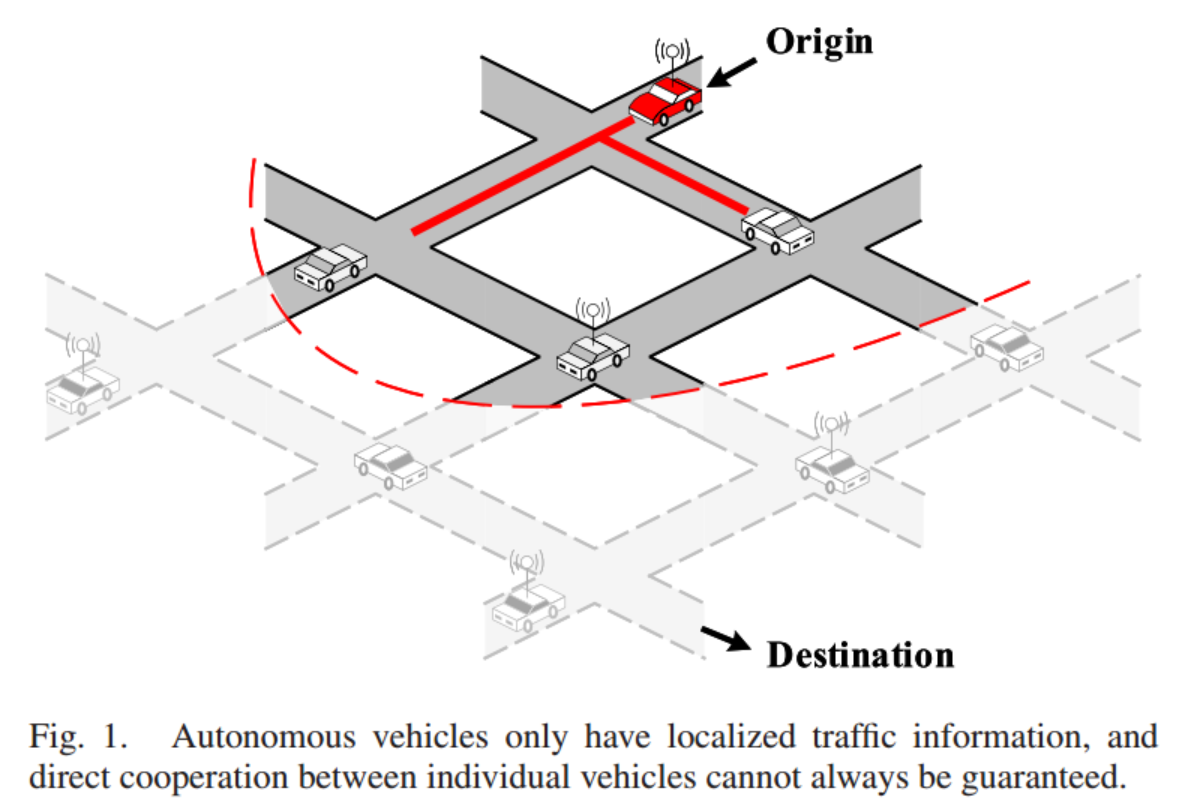 Origin
Destination
Fig. 1. Autonomous vehicles only have localized traffic information, and
direct cooperation between individual vehicles cannot always be guaranteed.